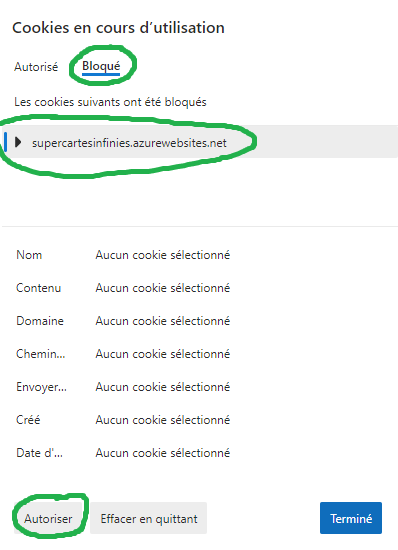 Cookies en cours d’utilisation
Autorisé Bloqué
Les cookies suivants ont été bloqués
supercartesinfinies.azurewebsites.net
Nom Aucun cookie sélectionné
Contenu Aucun cookie sélectionné
Domaine Aucun cookie sélectionné
Chemin... Aucun cookie sélectionné
Envoyer... Aucun cookie sélectionné
Créé Aucun cookie sélectionné
Date d'... Aucun cookie sélectionné
Autoriser Effacer en quittant Terminé